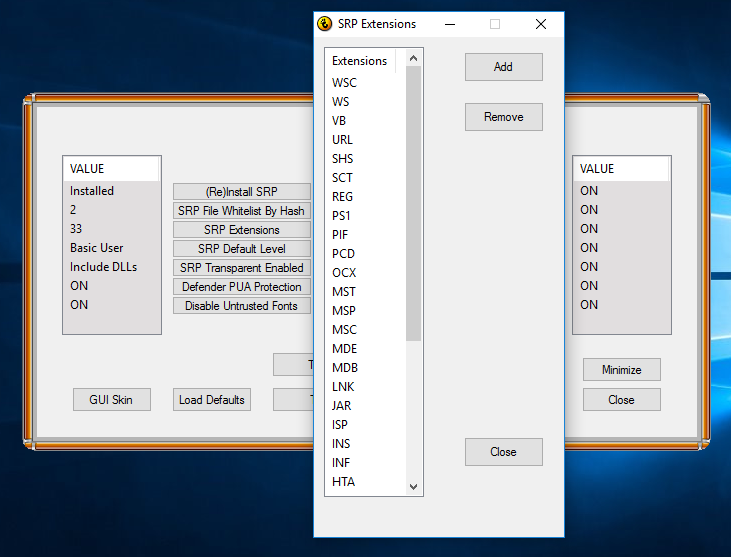 SRP Extensions
Extensions
WSC
WS
VB
URL
SHS
SCT
REG
PS1
PIF
PCD
OCX
MST
MSP
MSC
MDE
MDB
LNK
JAR
ISP
INS
INF
HTA
Add
Remove
Close
VALUE
Installed
2
33
Basic User
Include DLLs
ON
ON
(Re)Install SRP
SRP File Whitelist By Hash
SRP Extensions
SRP Default Level
SRP Transparent Enabled
Defender PUA Protection
Disable Untrusted Fonts
GUI Skin
Load Defaults
VALUE
ON
ON
ON
ON
ON
ON
ON
Minimize
Close